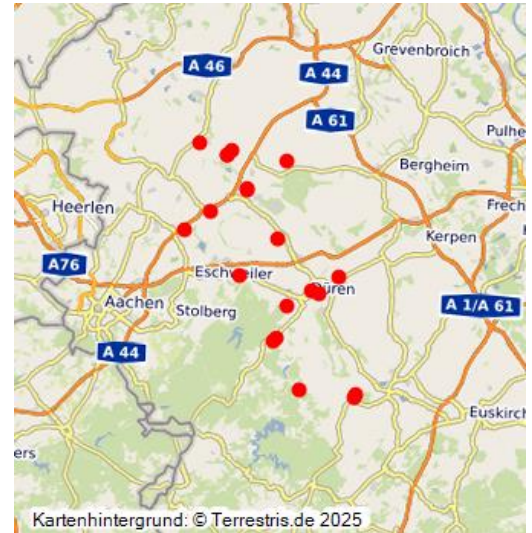 A 46
A 44
Grevenbroich
A 61
Pulhe
Bergheim
Heerlen
Frech
Kerpen
A76
Eschweiler
Düren
Aachen
Stolberg
A 1/A 61
A 44
Euskirch
ers
Kartenhintergrund: © Terrestris.de 2025